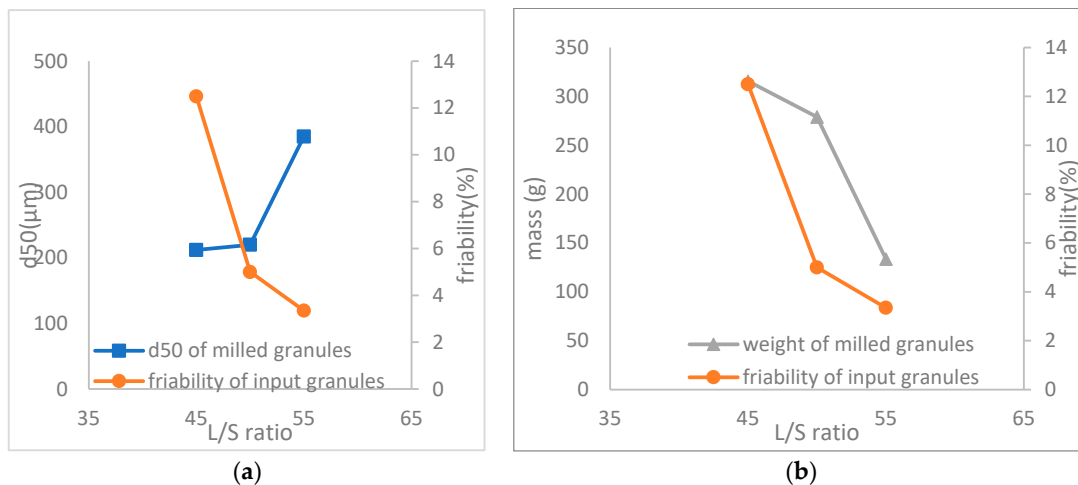 500
400
300
200
100
0
d50(µm)
14
12
10
8
6
4
2
0
friability(%)
d50 of milled granules
friability of input granules
35 45 55 65
L/S ratio
(a)
350
300
250
200
150
100
50
0
mass (g)
14
12
10
8
6
4
2
0
friability(%)
weight of milled granules
friability of input granules
35 45 55 65
L/S ratio
(b)